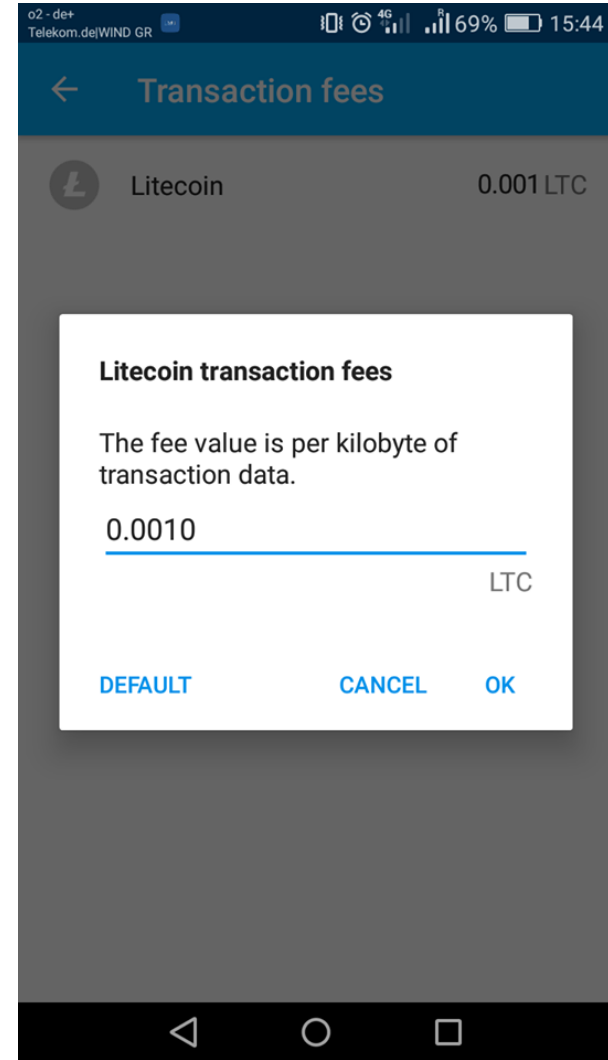 o2 - de+
Telekom.de|WIND GR
4G R 69% 15:44
Transaction fees
Litecoin 0.001 LTC
Litecoin transaction fees
The fee value is per kilobyte of
transaction data.
0.0010
LTC
DEFAULT CANCEL OK